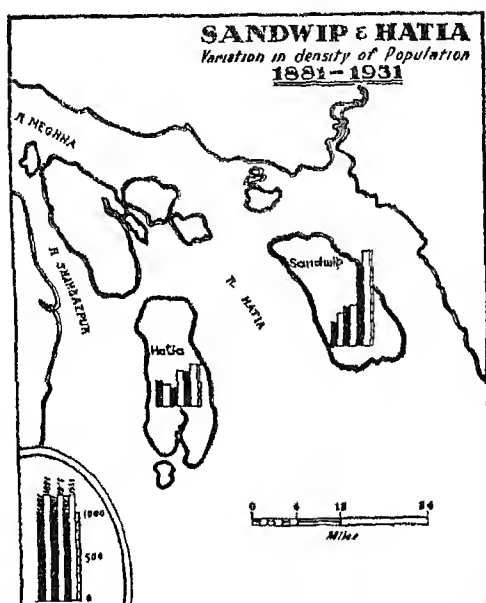 SANDWIP & HATIA
Variation in density of Population
1881-1931
R MEGHNA
R SHAHBAZPUR
R. HATIA
Sandwip
Hatia
1000
500
0
0 6 12 24
Miles